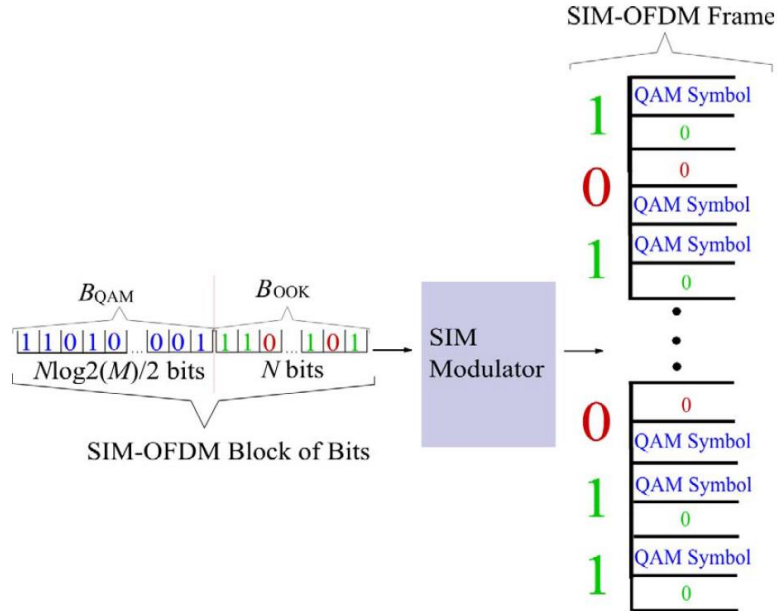 SIM-OFDM Frame
1
QAM Symbol
0
0
0
QAM Symbol
1
QAM Symbol
0
BQAM
BOOK
1 1 0 1 0 ... 0 0 1 1 1 0 ... 1 0 1
Nlog2(M)/2 bits
N bits
SIM-OFDM Block of Bits
SIM
Modulator
0
0
QAM Symbol
1
QAM Symbol
0
1
QAM Symbol
0